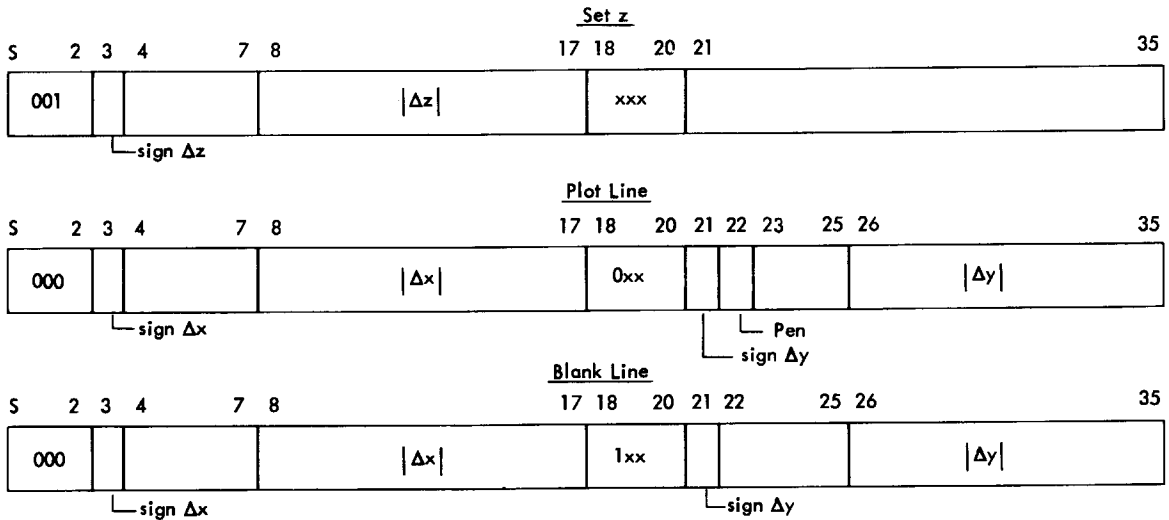 Set z
S 2 3 4 7 8 17 18 20 21 35
001 |Δz| xxx
sign Δz
Plot Line
S 2 3 4 7 8 17 18 20 21 22 23 25 26 35
000 |Δx| 0xx |Δy|
sign Δx
Pen
sign Δy
Blank Line
S 2 3 4 7 8 17 18 20 21 22 25 26 35
000 |Δx| 1xx |Δy|
sign Δx sign Δy